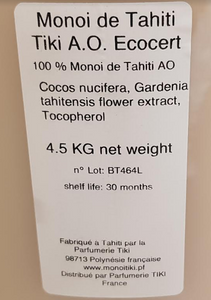 Monoi de Tahiti
Tiki A.O. Ecocert
100 % Monoi de Tahiti AO
Cocos nucifera, Gardenia
tahitensis flower extract,
Tocopherol
4.5 KG net weight
n° Lot: BT464L
shelf life: 30 months
Fabriqué à Tahiti par la
Parfumerie Tiki
98713 Polynésie française
www.monoitiki.pf
Distribué par Parfumerie TIKI
France